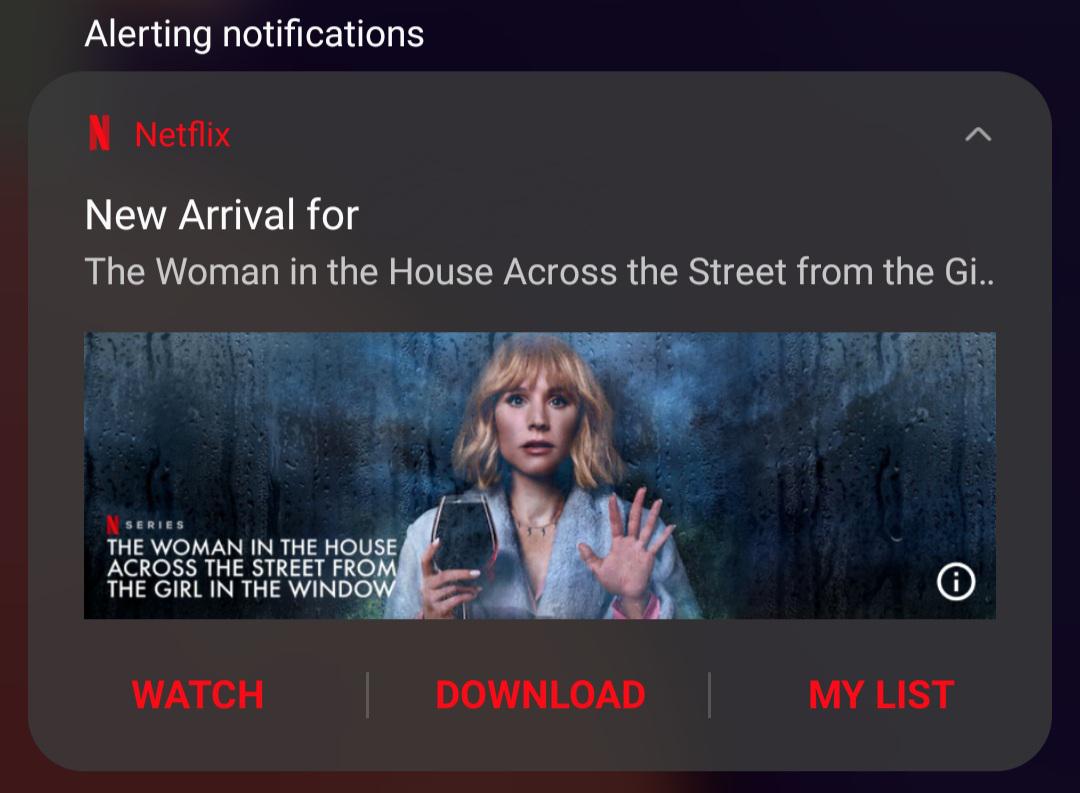 Alerting notifications
Netflix
New Arrival for
The Woman in the House Across the Street from the Gi..
N SERIES
THE WOMAN IN THE HOUSE
ACROSS THE STREET FROM
THE GIRL IN THE WINDOW
WATCH
DOWNLOAD
MY LIST